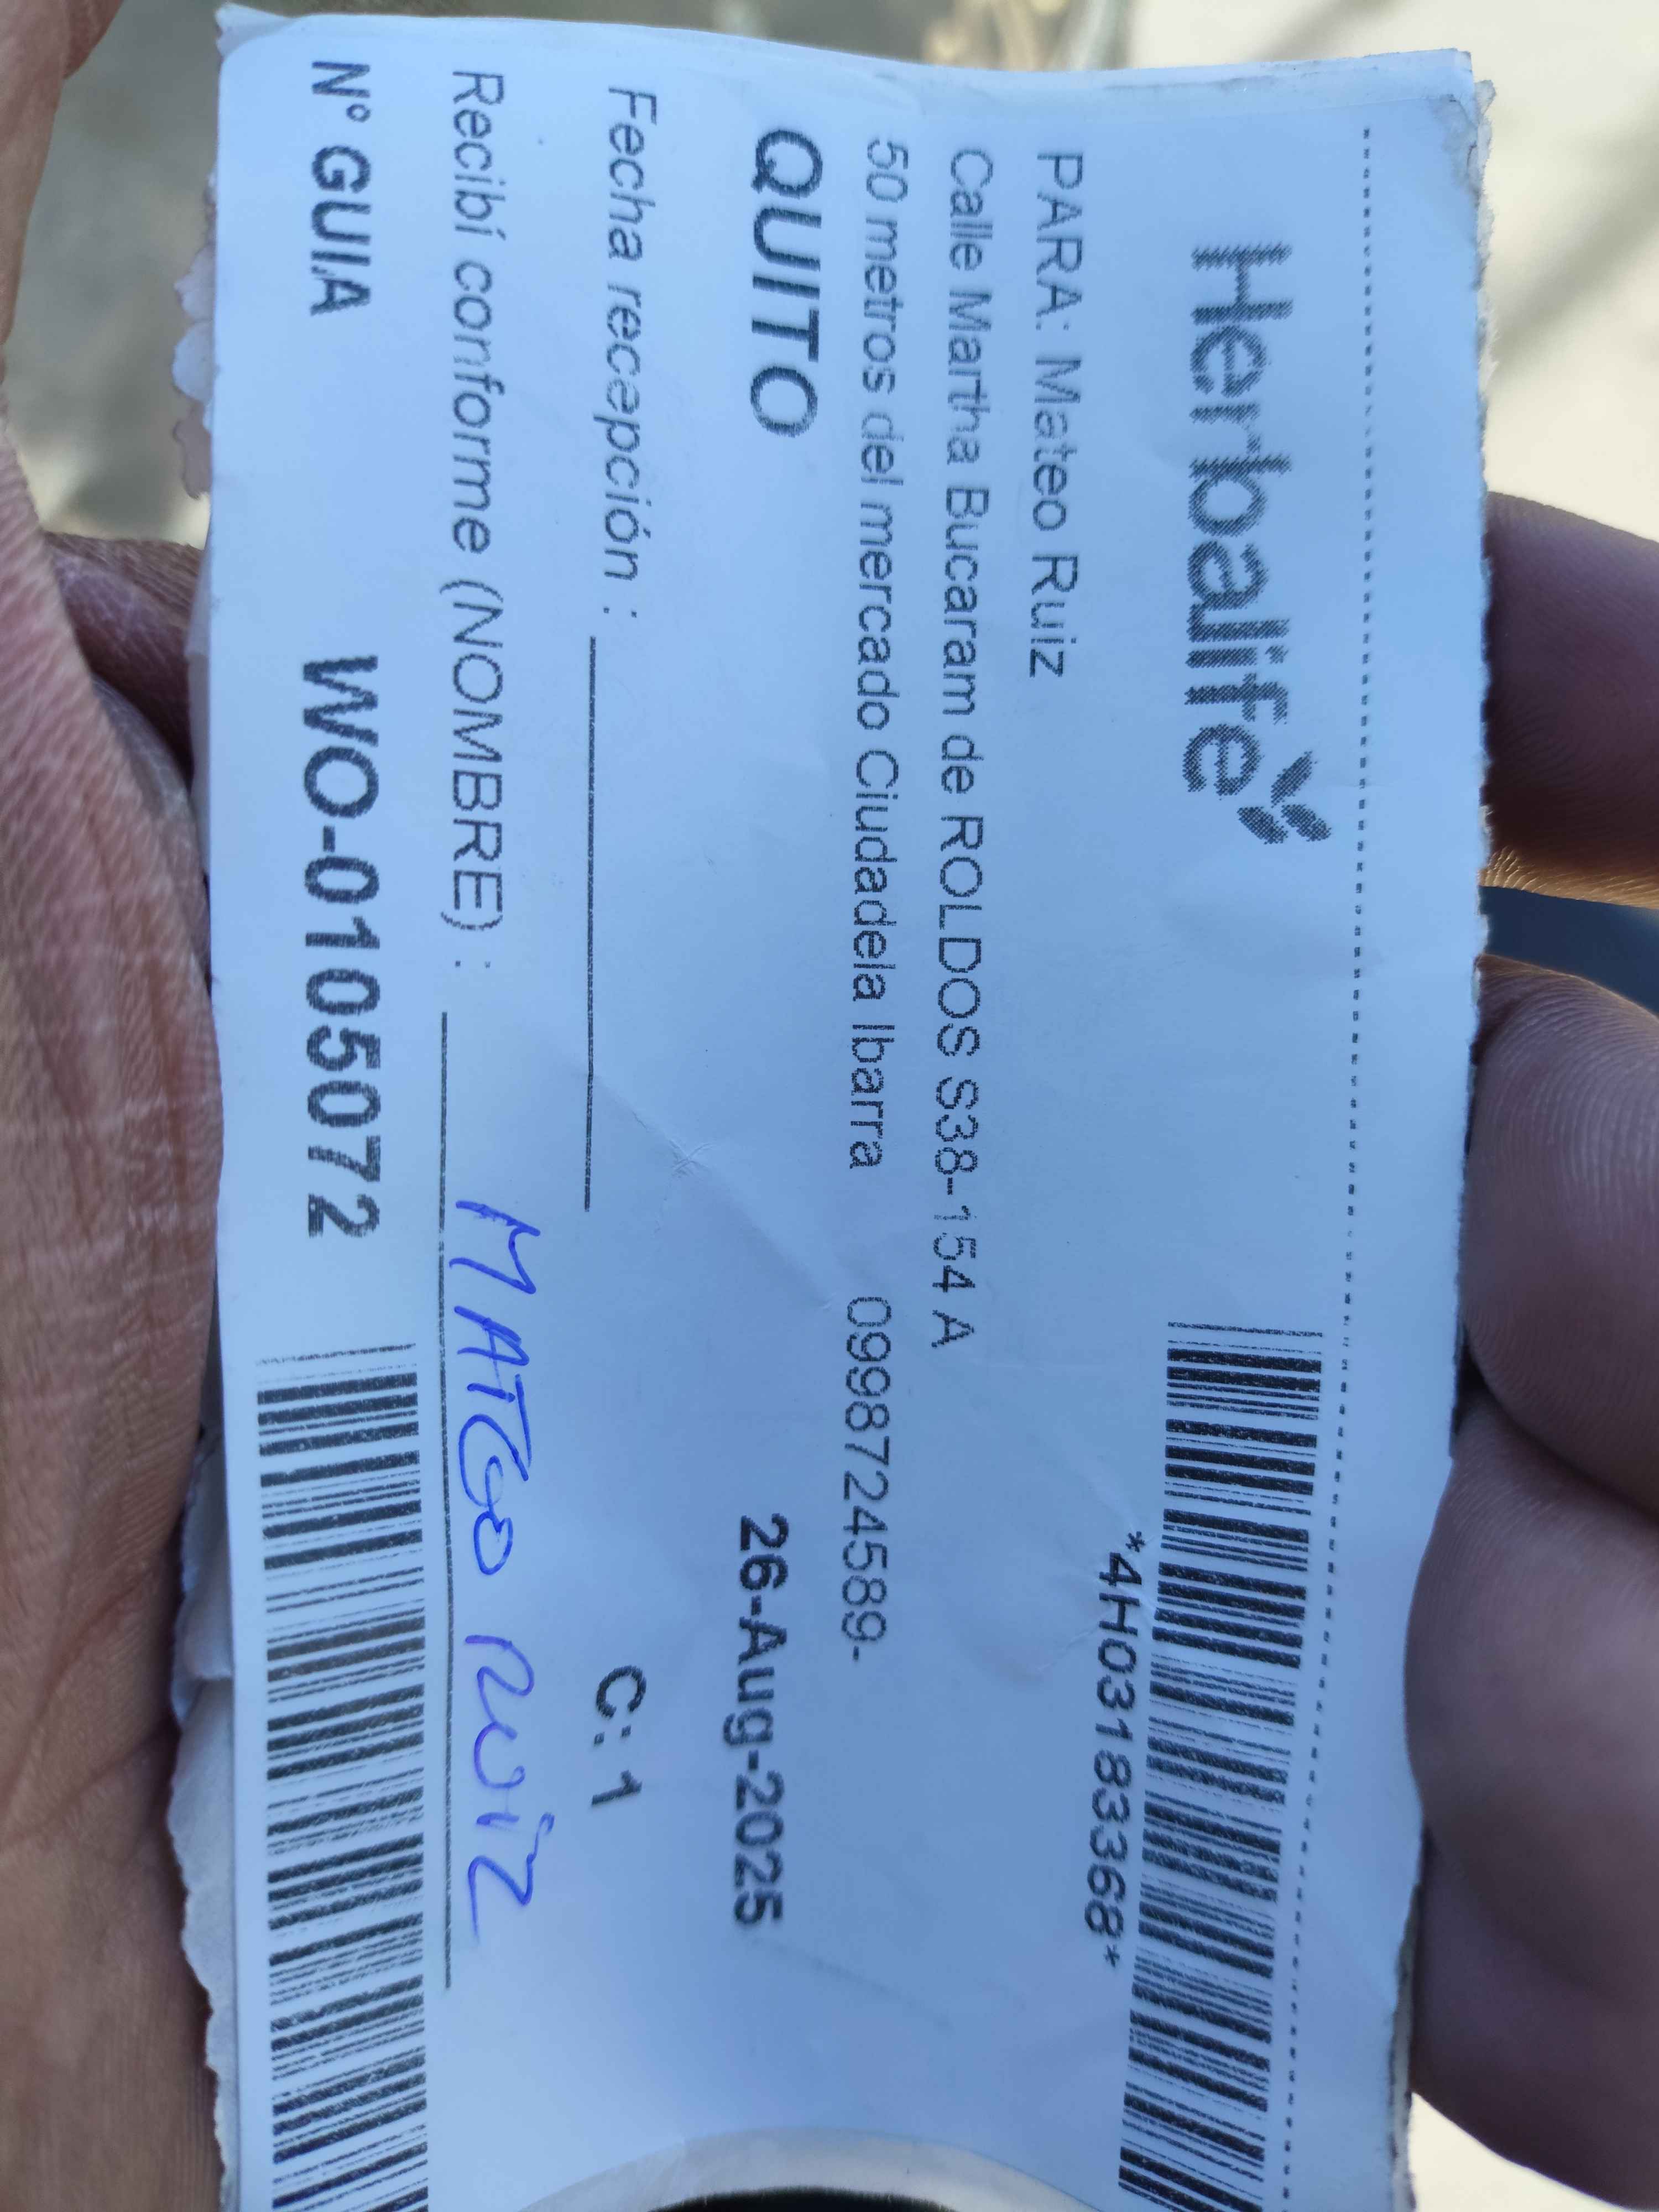 Herbalife
*4H03183368*
PARA: Mateo Ruiz
Calle Martha Bucaram de ROLDOS S38-154 A
50 metros del mercado Ciudadela Ibarra 0998724589-
QUITO 26-Aug-2025
Fecha recepción : C: 1
Recibí conforme (NOMBRE) : MATEO RUIZ
N° GUIA WO-0105072